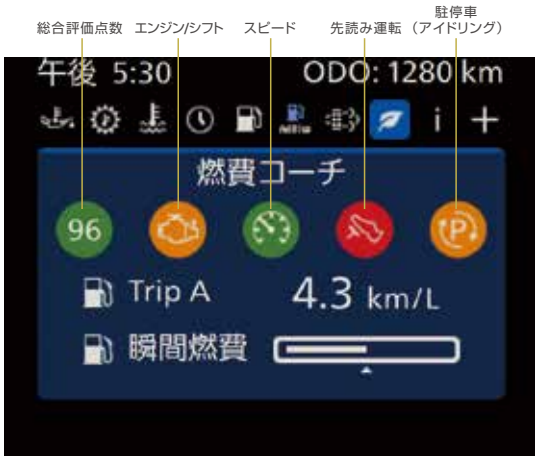 総合評価点数 エンジン/シフト スピード 先読み運転 駐停車
(アイドリング)
午後 5:30 ODO: 1280 km
AdBlue i +
燃費コーチ
96 P
Trip A 4.3 km/L
瞬間燃費